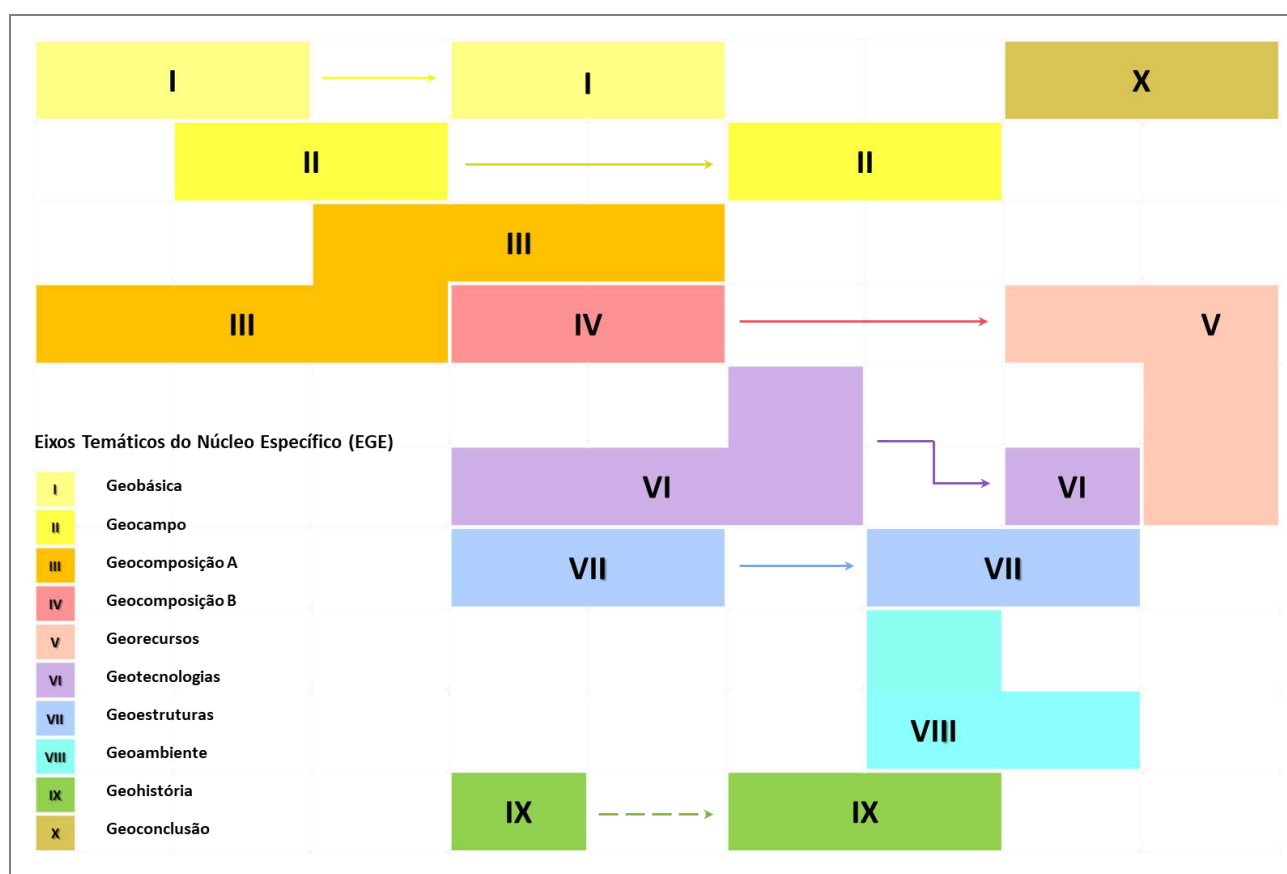 I I X
II II
III
III IV V
VI VI
VII VII
VIII
IX IX
Eixos Temáticos do Núcleo Específico (EGE)
I Geobásica
II Geocampo
III Geocomposição A
IV Geocomposição B
V Georecursos
VI Geotecnologias
VII Geoestruturas
VIII Geoambiente
IX Geohistória
X Geoconclusão